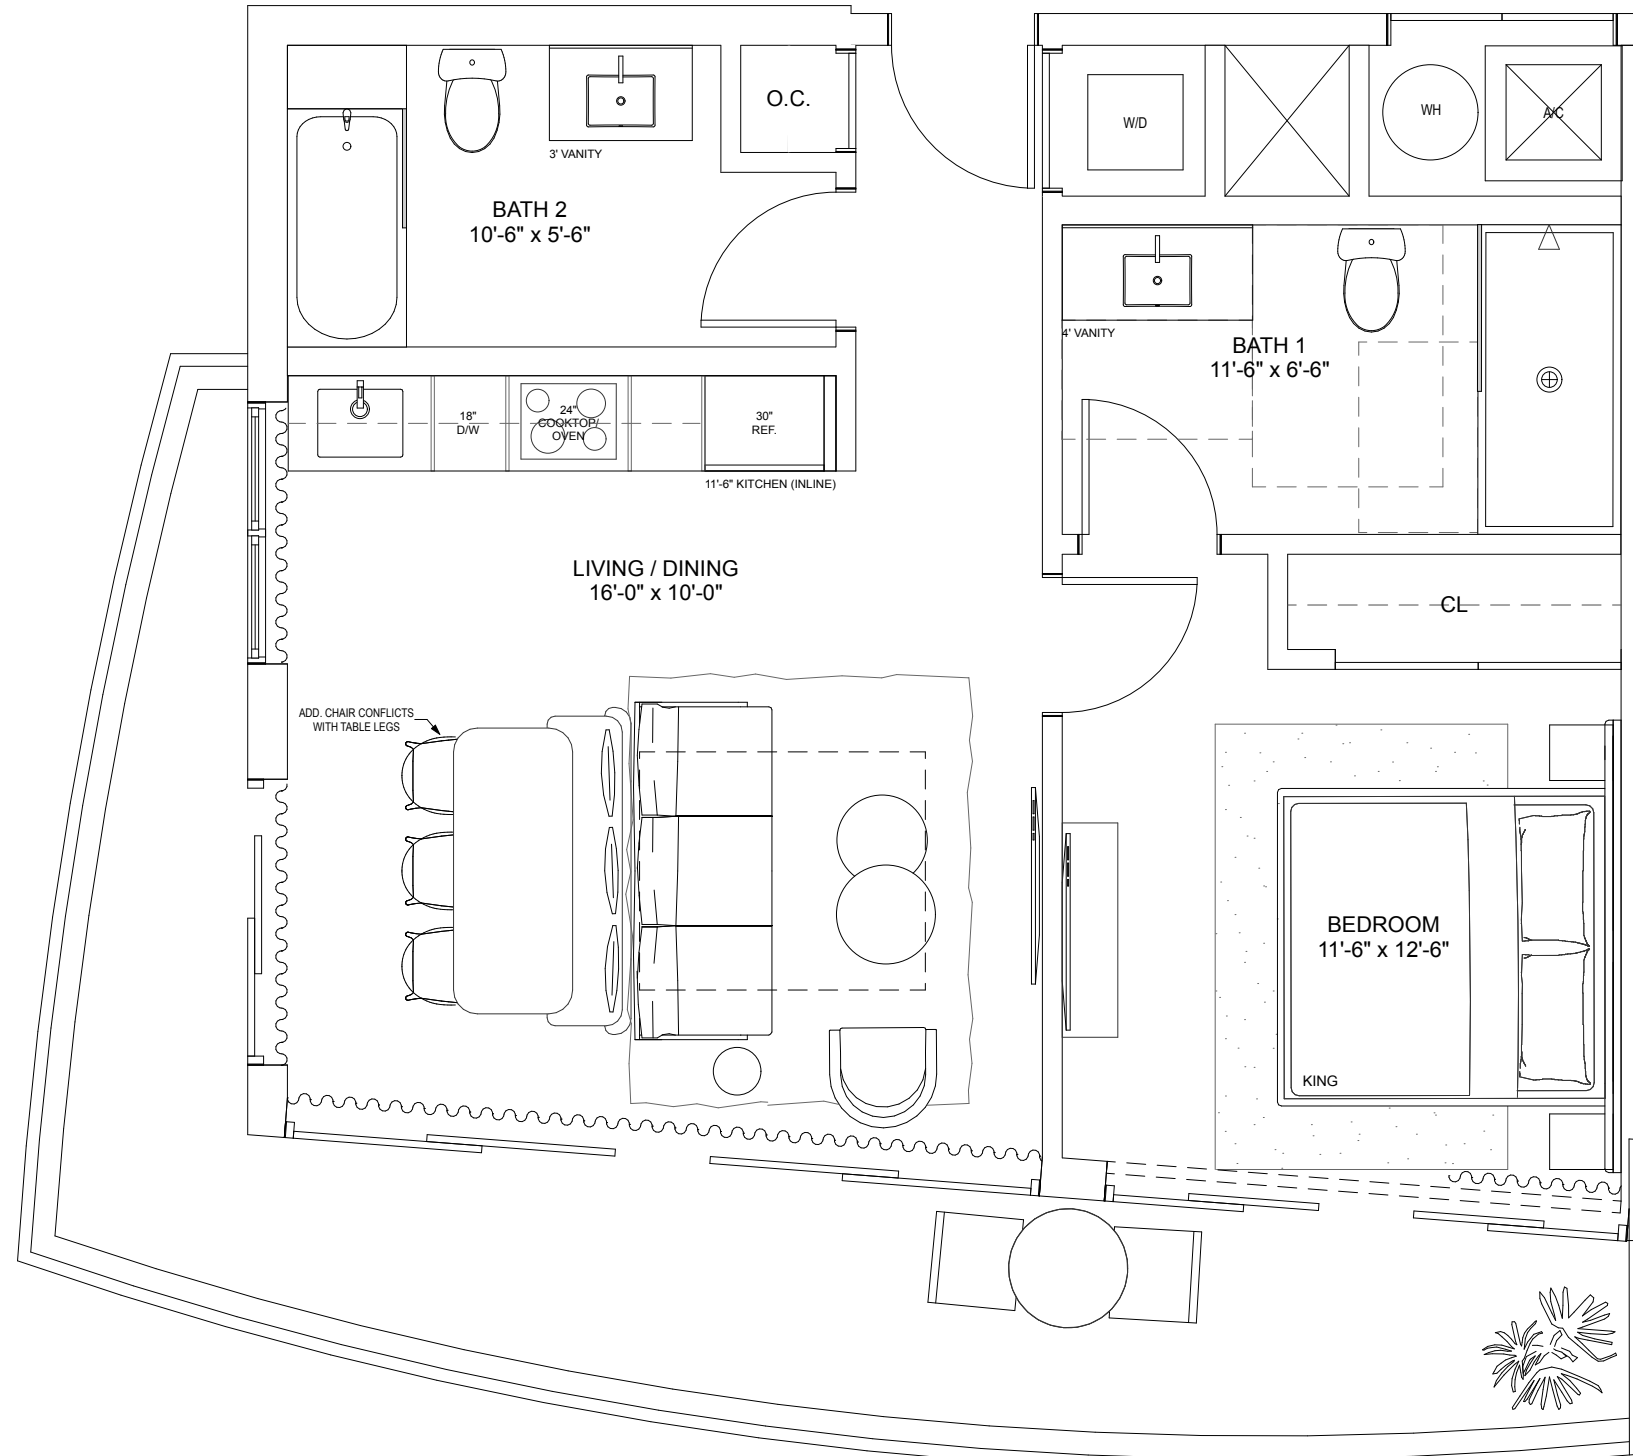 O.C.
W/D
WH
A/C
3' VANITY
BATH 2
10'-6" x 5'-6"
4' VANITY
BATH 1
11'-6" x 6'-6"
18"
D/W
24"
COOKTOP/
OVEN
30"
REF.
11'-6" KITCHEN (INLINE)
LIVING / DINING
16'-0" x 10'-0"
CL
ADD. CHAIR CONFLICTS
WITH TABLE LEGS
BEDROOM
11'-6" x 12'-6"
KING